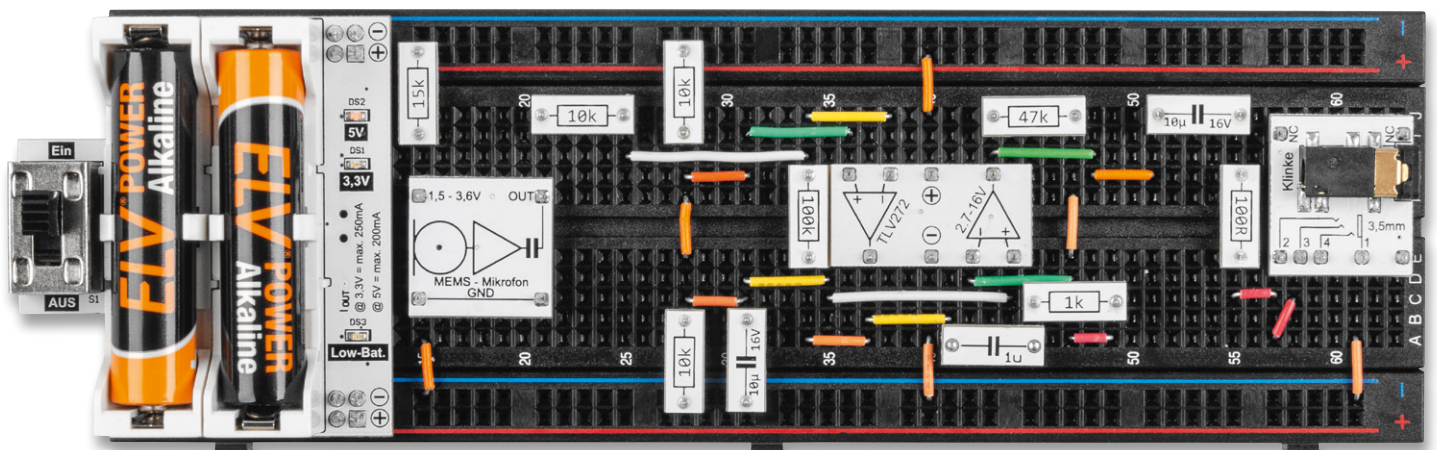 Ein
AUS
S1
ELV® POWER
Alkaline
ELV® POWER
Alkaline
DS2
5V
DS1
3,3V
OUT
@ 3,3V = max. 250mA
@ 5V = max. 200mA
DS3
Low-Bat.
−
+
−
+
15k
10k
10k
47k
10µ 16V
20
30
35
50
60
J
1,5 - 3,6V OUT
MEMS - Mikrofon
GND
100k
TLV272
+
−
2,7-16V
100R
NC NC
Klinke
3,5mm
2 3 4 1
1k
10k
10µ 16V
1u
20
25
50
55
60
E
D
C
B
A
−
+
−
+